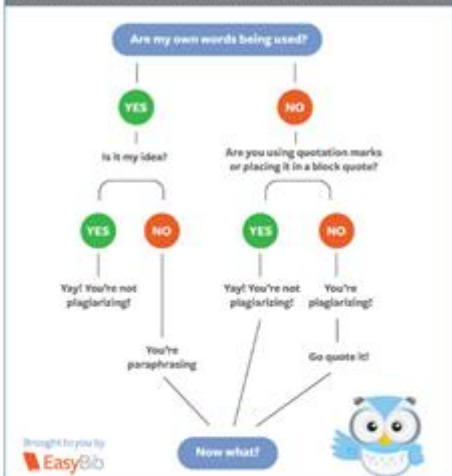 Are my own words being used?
YES
NO
Is it my idea?
Are you using quotation marks
or placing it in a block quote?
YES
NO
YES
NO
Yay! You're not
plagiarizing!
Yay! You're not
plagiarizing!
You're
plagiarizing!
You're
paraphrasing
Go quote it!
Now what?
Brought to you by
EasyBib